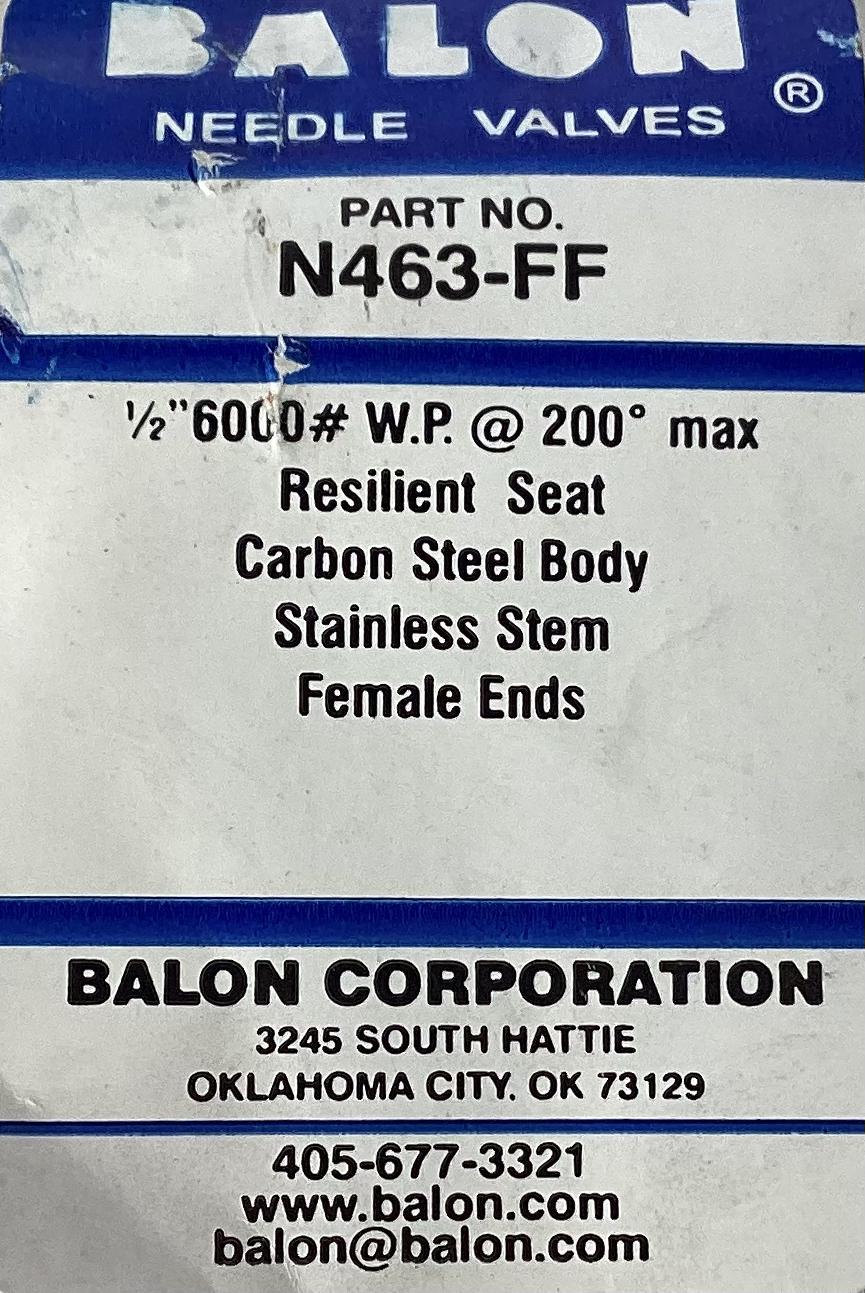 BALON
®
NEEDLE VALVES
PART NO.
N463-FF
½"6000# W.P. @ 200° max
Resilient Seat
Carbon Steel Body
Stainless Stem
Female Ends
BALON CORPORATION
3245 SOUTH HATTIE
OKLAHOMA CITY, OK 73129
405-677-3321
www.balon.com
balon@balon.com